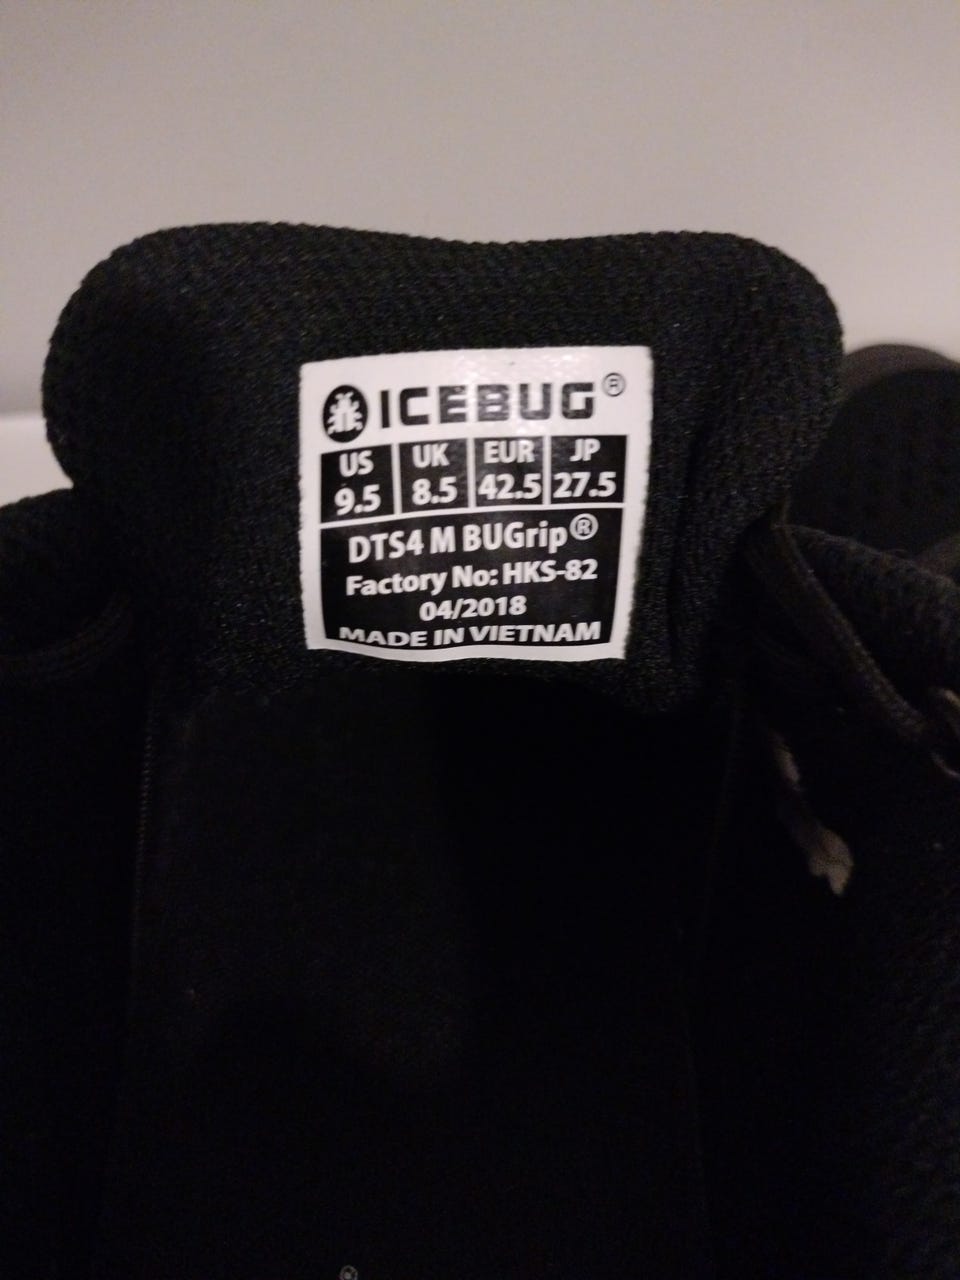 ICEBUG®
US UK EUR JP
9.5 8.5 42.5 27.5
DTS4 M BUGrip®
Factory No: HKS-82
04/2018
MADE IN VIETNAM